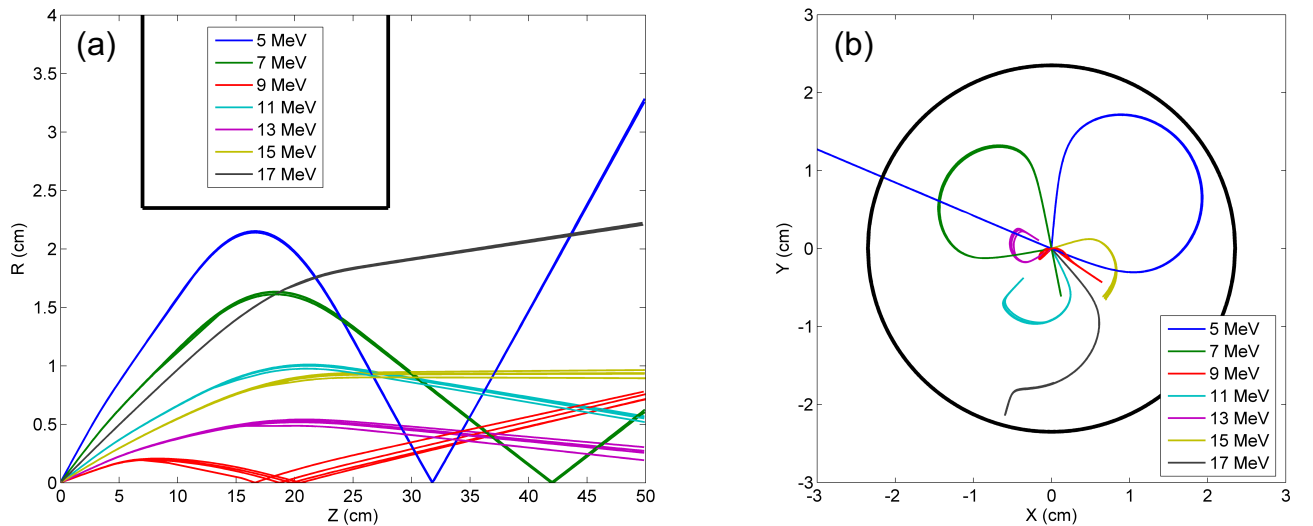 (a)
R (cm)
4
3.5
3
2.5
2
1.5
1
0.5
0
5 MeV
7 MeV
9 MeV
11 MeV
13 MeV
15 MeV
17 MeV
0 5 10 15 20 25 30 35 40 45 50
Z (cm)
(b)
Y (cm)
3
2
1
0
-1
-2
-3
5 MeV
7 MeV
9 MeV
11 MeV
13 MeV
15 MeV
17 MeV
-3 -2 -1 0 1 2 3
X (cm)